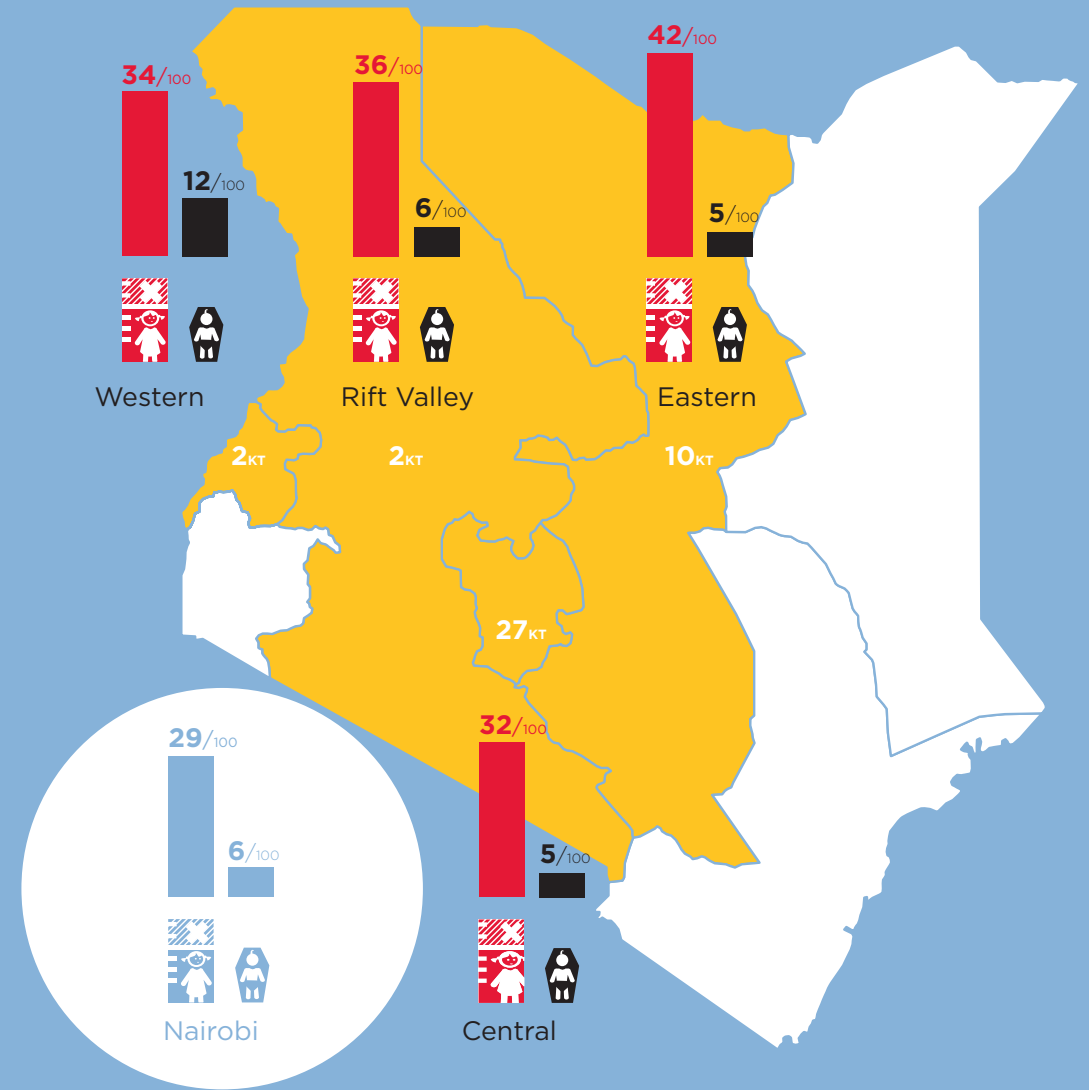 42/100
36/100
34/100
12/100
6/100
5/100
Western
Rift Valley
Eastern
2KT
2KT
10KT
27KT
32/100
29/100
6/100
5/100
Nairobi
Central